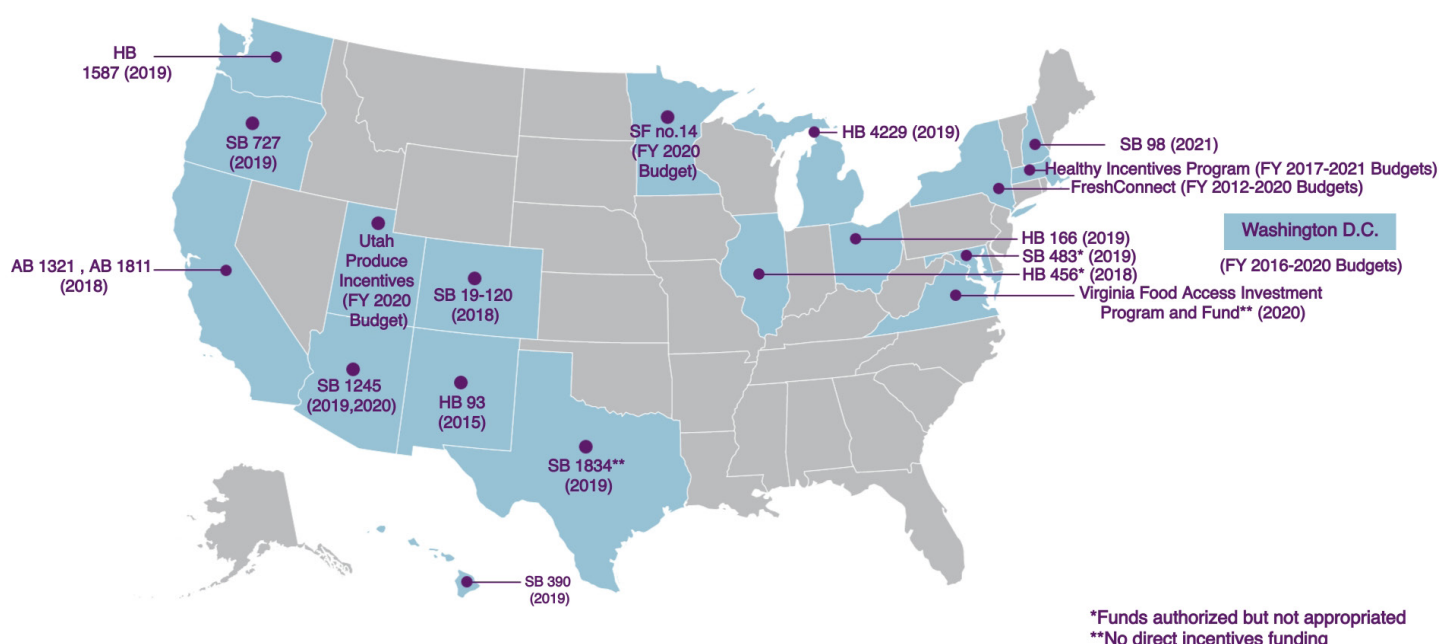 HB
1587 (2019)
SB 727
(2019)
SF no.14
(FY 2020
Budget)
HB 4229 (2019)
SB 98 (2021)
Healthy Incentives Program (FY 2017-2021 Budgets)
FreshConnect (FY 2012-2020 Budgets)
Washington D.C.
(FY 2016-2020 Budgets)
AB 1321 , AB 1811
(2018)
Utah
Produce
Incentives
(FY 2020
Budget)
SB 19-120
(2018)
HB 166 (2019)
SB 483* (2019)
HB 456* (2018)
Virginia Food Access Investment
Program and Fund** (2020)
SB 1245
(2019,2020)
HB 93
(2015)
SB 1834**
(2019)
SB 390
(2019)
*Funds authorized but not appropriated
**No direct incentives funding